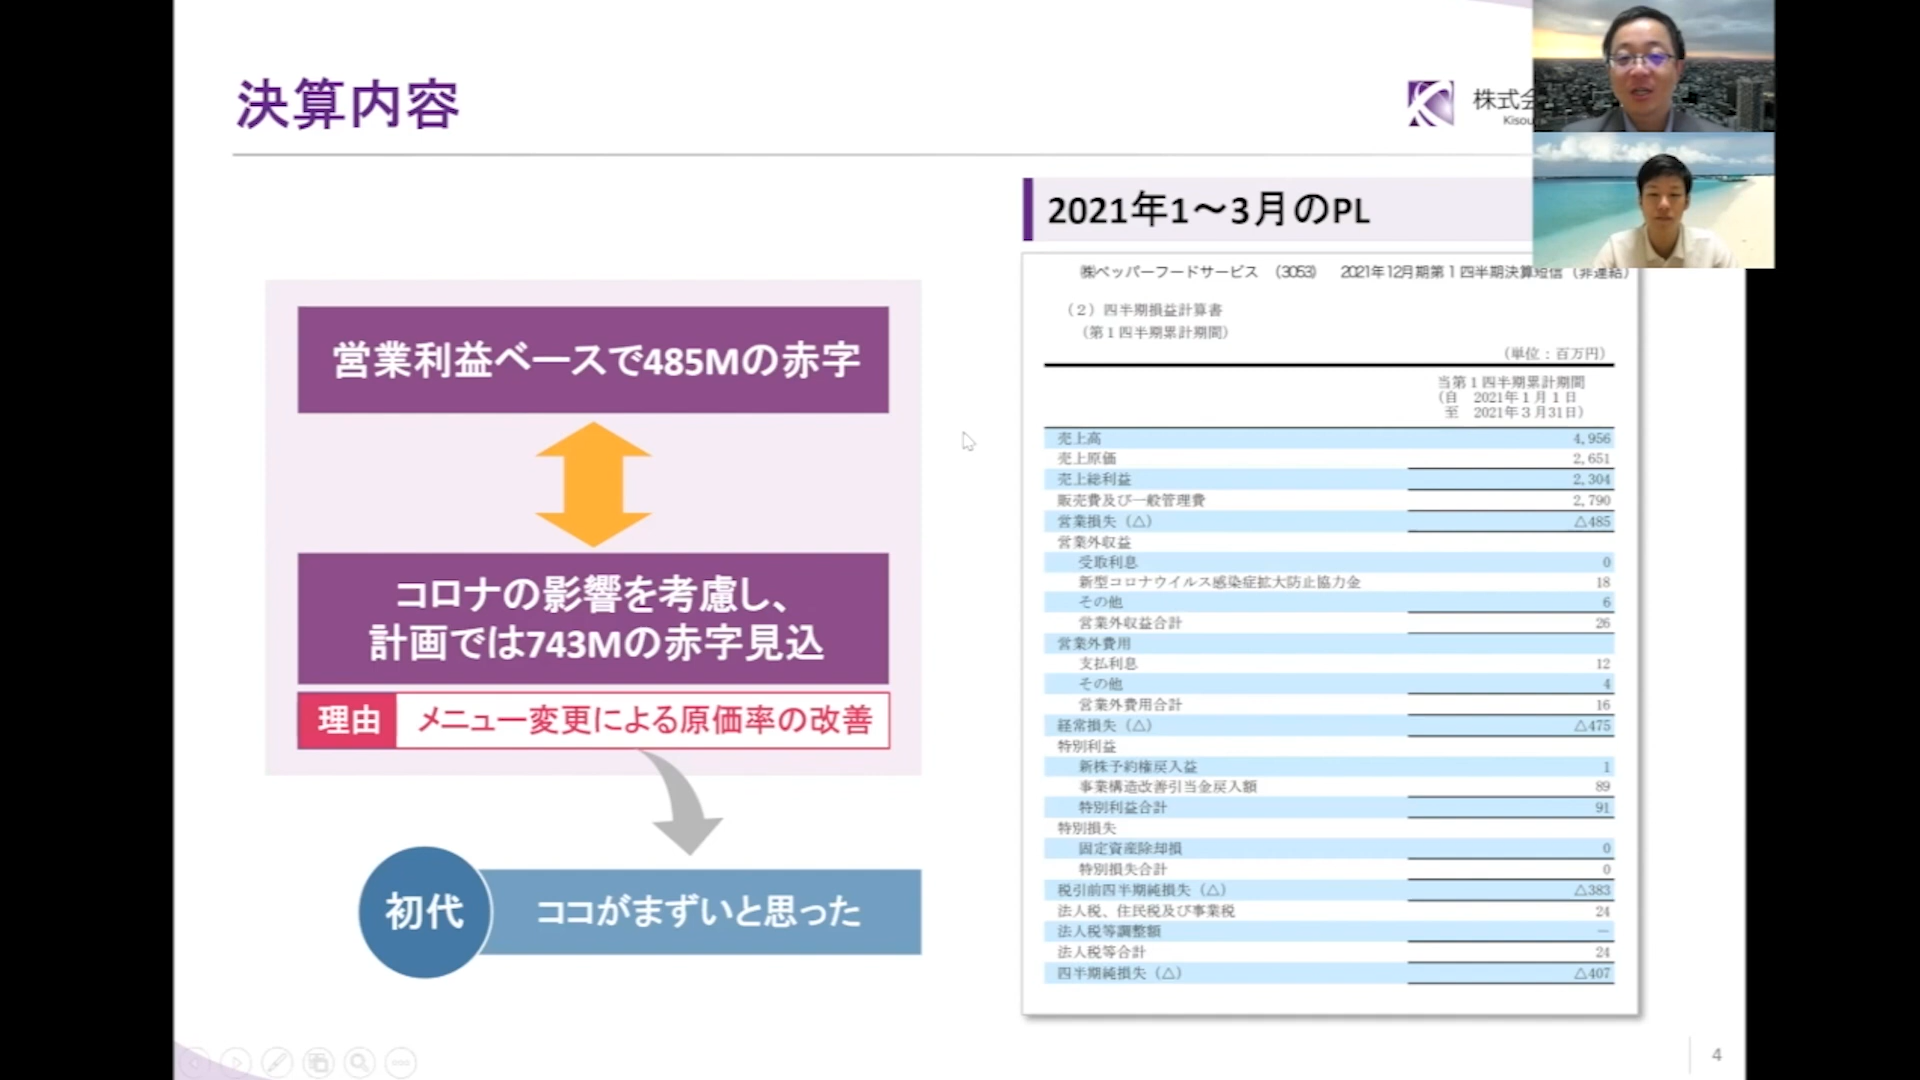 決算内容
株式会
Kisou
2021年1～3月のPL
営業利益ベースで485Mの赤字
コロナの影響を考慮し、
計画では743Mの赤字見込
理由 メニュー変更による原価率の改善
初代 ココがまずいと思った
㈱ペッパーフードサービス (3053) 2021年12月期第1四半期決算短信 (非連結)
(2) 四半期損益計算書
(第1四半期累計期間)
(単位：百万円)
当第1四半期累計期間
(自 2021年1月1日
至 2021年3月31日)
売上高 4,956
売上原価 2,651
売上総利益 2,304
販売費及び一般管理費 2,790
営業損失 (△) △485
営業外収益
受取利息 0
新型コロナウイルス感染症拡大防止協力金 18
その他 6
営業外収益合計 26
営業外費用
支払利息 12
その他 4
営業外費用合計 16
経常損失 (△) △475
特別利益
新株予約権戻入益 1
事業構造改善引当金戻入額 89
特別利益合計 91
特別損失
固定資産除却損 0
特別損失合計 0
税引前四半期純損失 (△) △383
法人税、住民税及び事業税 24
法人税等調整額 －
法人税等合計 24
四半期純損失 (△) △407
4